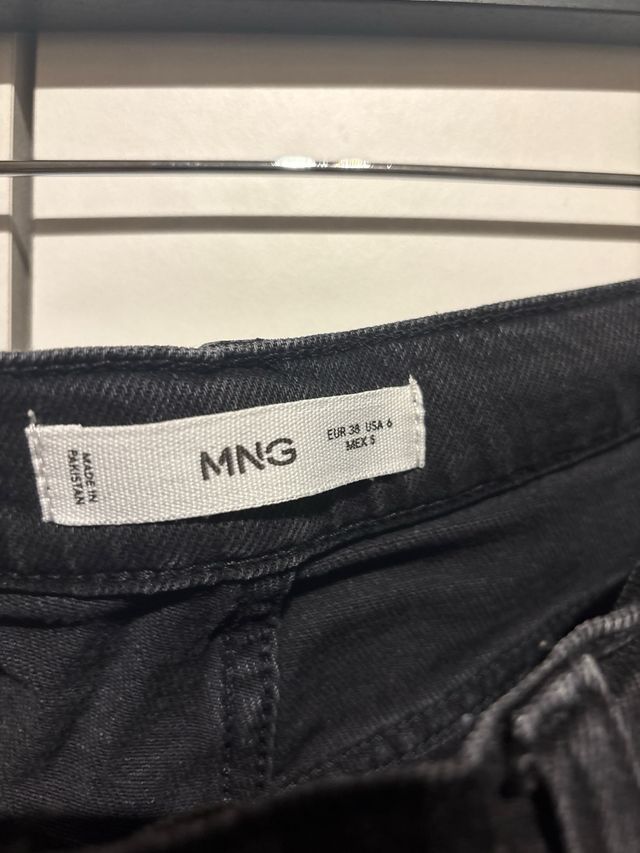 MADE IN
PAKISTAN
MNG
EUR 38 USA 6
MEX S